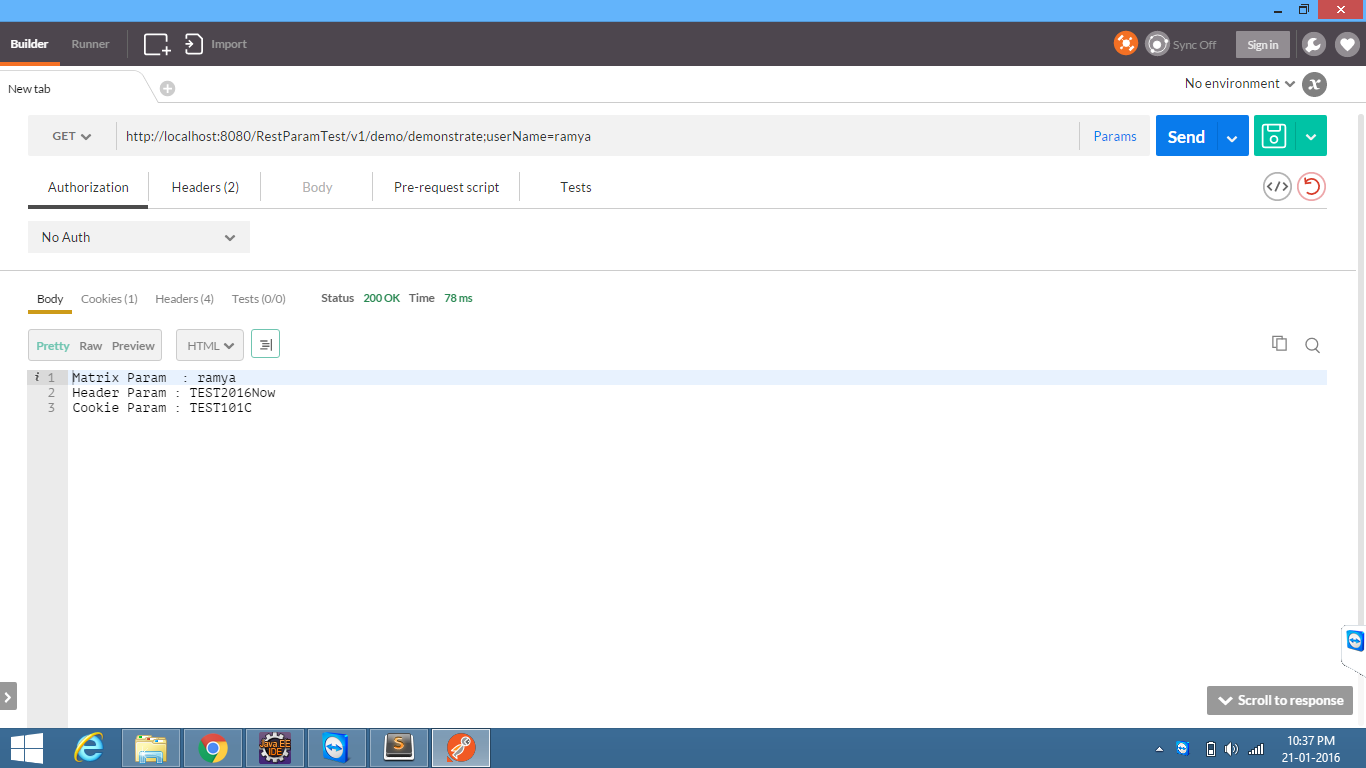 Builder Runner Import Sync Off Sign in
New tab No environment
GET http://localhost:8080/RestParamTest/v1/demo/demonstrate;userName=ramya Params Send
Authorization Headers (2) Body Pre-request script Tests </>
No Auth
Body Cookies (1) Headers (4) Tests (0/0) Status 200 OK Time 78 ms
Pretty Raw Preview HTML
i 1 Matrix Param  : ramya
2 Header Param : TEST2016Now
3 Cookie Param : TEST101C
Scroll to response
Java EE
IDE
S
10:37 PM
21-01-2016